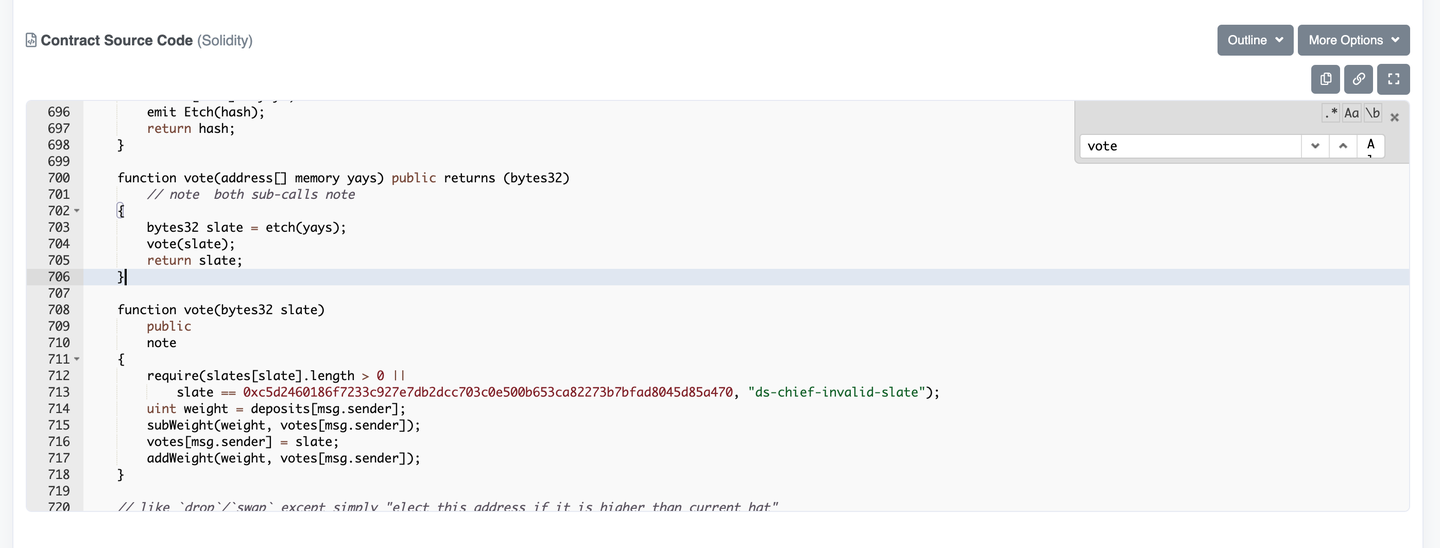 Contract Source Code (Solidity)
Outline
More Options
.* Aa \b
vote
696 emit Etch(hash);
697 return hash;
698 }
699
700 function vote(address[] memory yays) public returns (bytes32)
701 // note  both sub-calls note
702 {
703 bytes32 slate = etch(yays);
704 vote(slate);
705 return slate;
706 }
707
708 function vote(bytes32 slate)
709 public
710 note
711 {
712 require(slates[slate].length > 0 ||
713 slate == 0xc5d2460186f7233c927e7db2dcc703c0e500b653ca82273b7bfad8045d85a470, "ds-chief-invalid-slate");
714 uint weight = deposits[msg.sender];
715 subWeight(weight, votes[msg.sender]);
716 votes[msg.sender] = slate;
717 addWeight(weight, votes[msg.sender]);
718 }
719
720 // like `drop`/`swap` except simply "elect this address if it is higher than current hat"